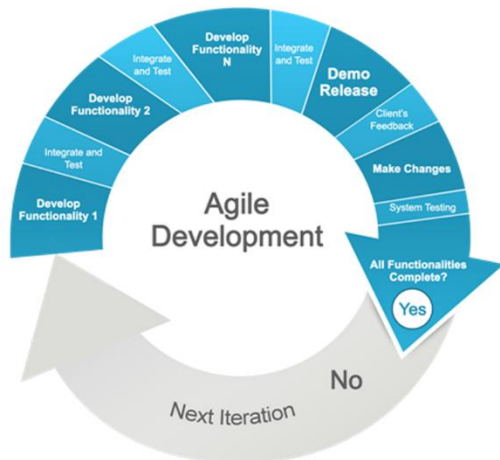 Develop
Functionality 1
Integrate and
Test
Develop
Functionality 2
Integrate
and Test
Develop
Functionality
N
Integrate
and Test
Demo
Release
Client's
Feedback
Make Changes
System Testing
All Functionalities
Complete?
Yes
No
Next Iteration
Agile
Development